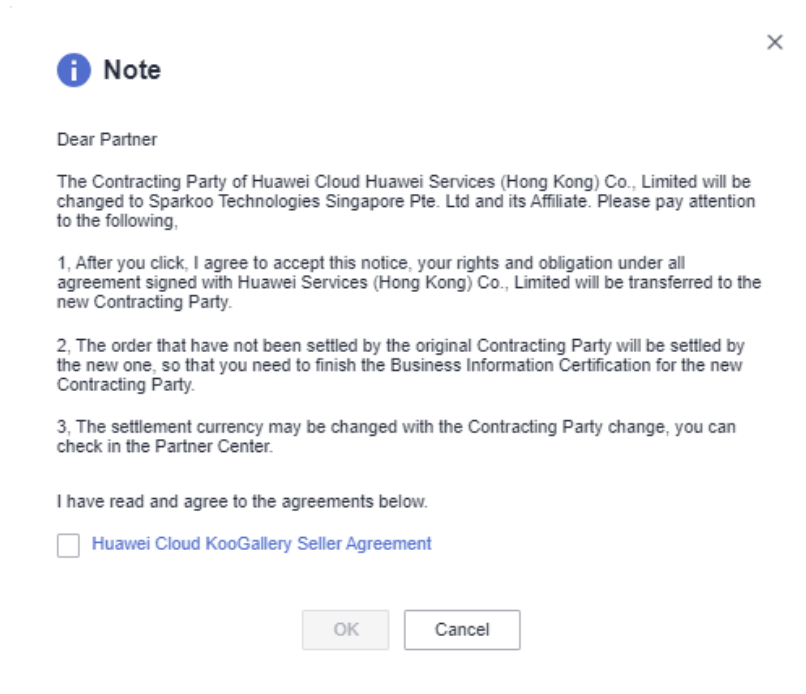 Note
Dear Partner
The Contracting Party of Huawei Cloud Huawei Services (Hong Kong) Co., Limited will be
changed to Sparkoo Technologies Singapore Pte. Ltd and its Affiliate. Please pay attention
to the following,
1, After you click, I agree to accept this notice, your rights and obligation under all
agreement signed with Huawei Services (Hong Kong) Co., Limited will be transferred to the
new Contracting Party.
2, The order that have not been settled by the original Contracting Party will be settled by
the new one, so that you need to finish the Business Information Certification for the new
Contracting Party.
3, The settlement currency may be changed with the Contracting Party change, you can
check in the Partner Center.
I have read and agree to the agreements below.
Huawei Cloud KooGallery Seller Agreement
OK Cancel